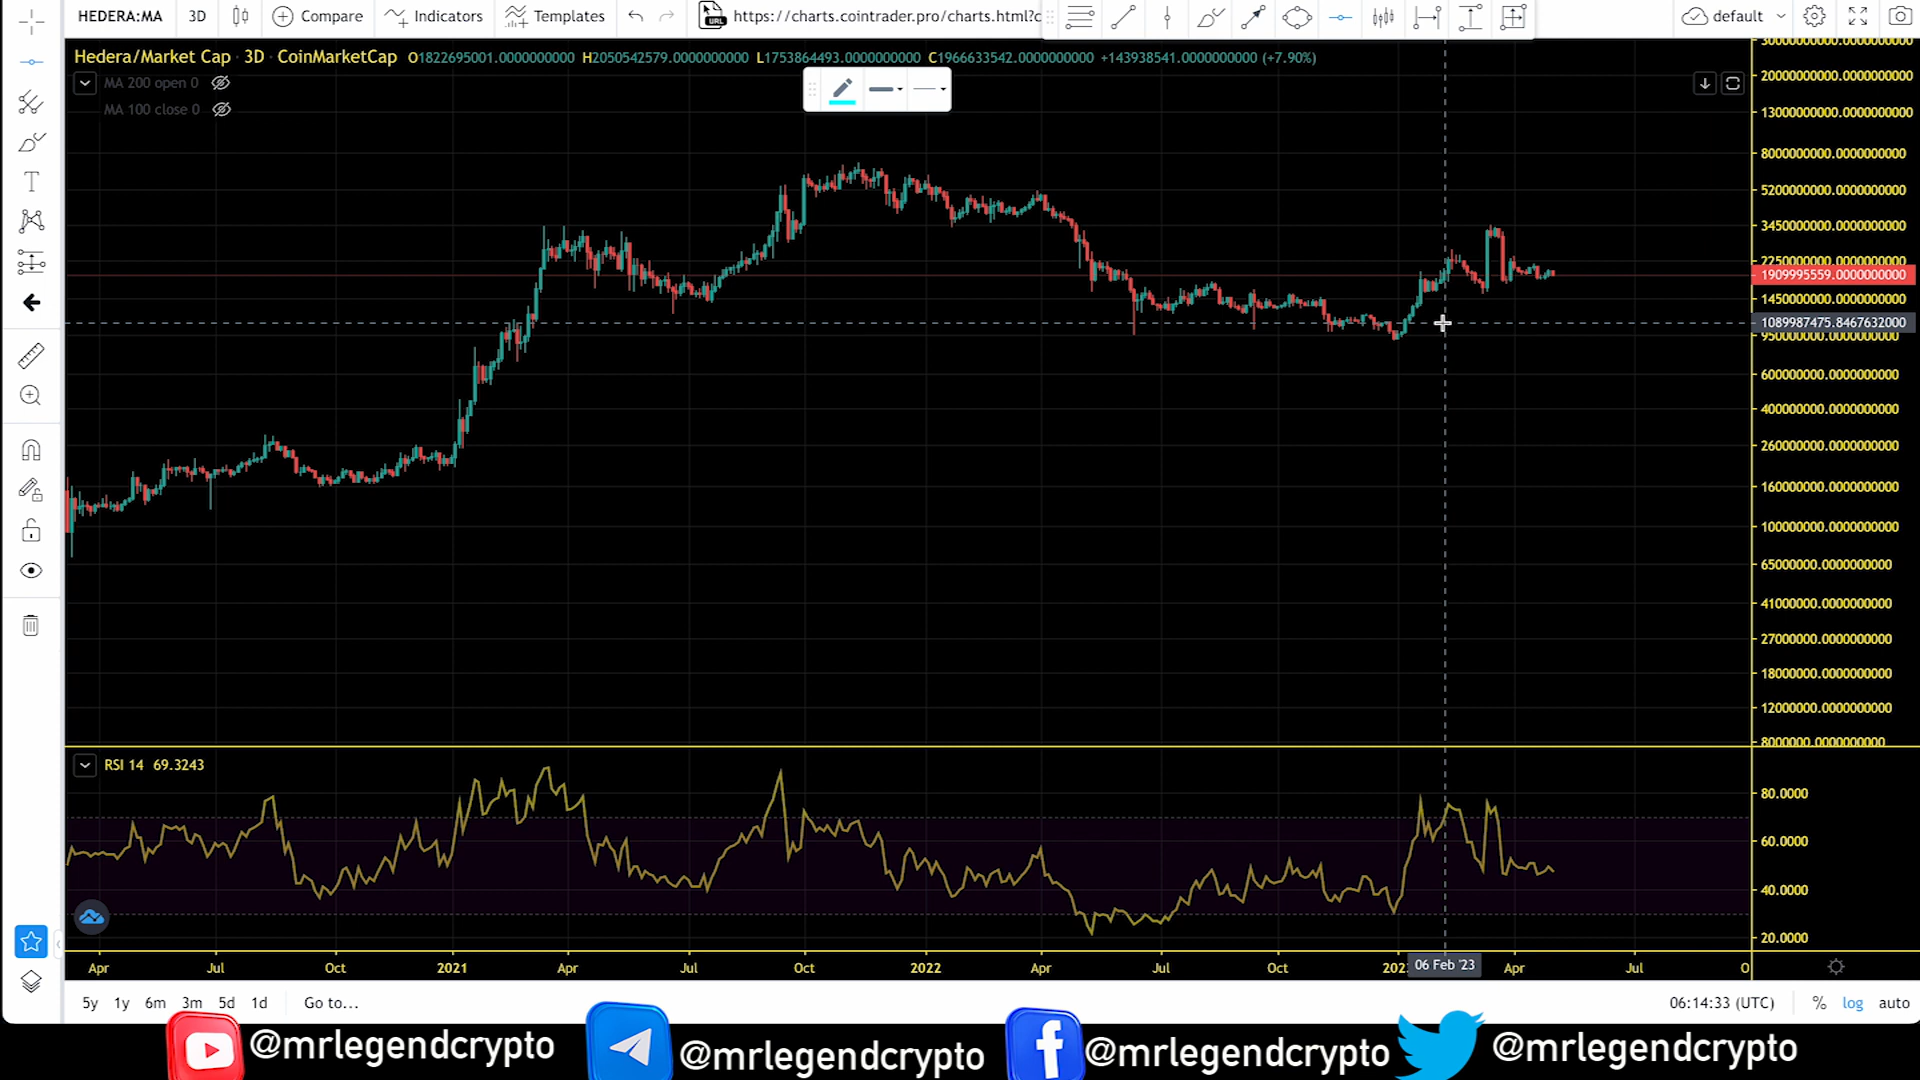 HEDERA:MA 3D Compare Indicators Templates URL https://charts.cointrader.pro/charts.html?c default
Hedera/Market Cap · 3D · CoinMarketCap O1822695001.0000000000 H2050542579.0000000000 L1753864493.0000000000 C1966633542.0000000000 +143938541.0000000000 (+7.90%)
MA 200 open 0
MA 100 close 0
T
20000000000.0000000000
13000000000.0000000000
8000000000.0000000000
5200000000.0000000000
3450000000.0000000000
2250000000.0000000000
1909995559.0000000000
1450000000.0000000000
1089987475.8467632000
950000000.0000000000
600000000.0000000000
400000000.0000000000
260000000.0000000000
160000000.0000000000
100000000.0000000000
65000000.0000000000
41000000.0000000000
27000000.0000000000
18000000.0000000000
12000000.0000000000
8000000.0000000000
RSI 14 69.3243
80.0000
60.0000
40.0000
20.0000
Apr Jul Oct 2021 Apr Jul Oct 2022 Apr Jul Oct 202 06 Feb '23 Apr Jul O
5y 1y 6m 3m 5d 1d Go to... 06:14:33 (UTC) % log auto
@mrlegendcrypto @mrlegendcrypto @mrlegendcrypto @mrlegendcrypto